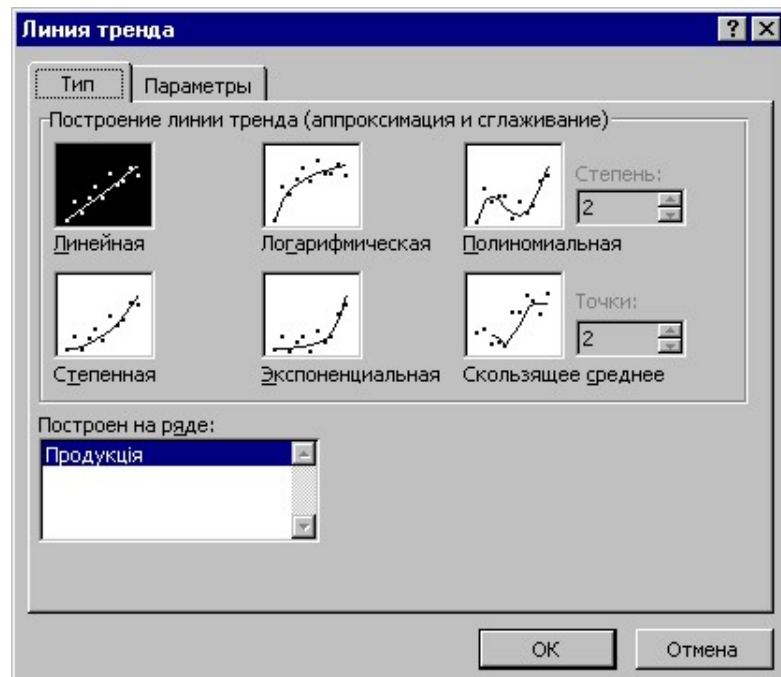 Линия тренда
Тип Параметры
Построение линии тренда (аппроксимация и сглаживание)
Степень:
2
Линейная Логарифмическая Полиномиальная
Точки:
2
Степенная Экспоненциальная Скользящее среднее
Построен на ряде:
Продукція
ОК Отмена